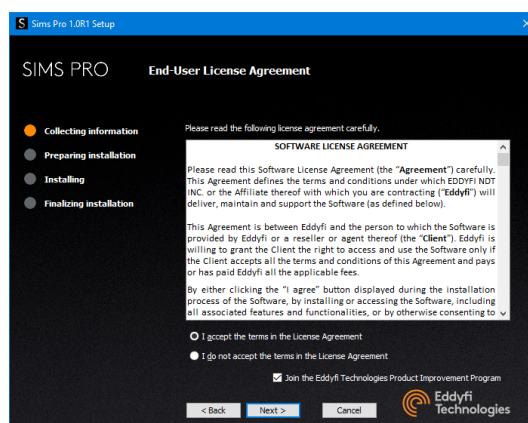 Sims Pro 1.0R1 Setup
SIMS PRO
End-User License Agreement
Collecting information
Preparing installation
Installing
Finalizing installation
Please read the following license agreement carefully.
SOFTWARE LICENSE AGREEMENT
Please read this Software License Agreement (the “Agreement”) carefully.
This Agreement defines the terms and conditions under which EDDYFI NDT
INC. or the Affiliate thereof with which you are contracting (“Eddyfi”) will
deliver, maintain and support the Software (as defined below).
This Agreement is between Eddyfi and the person to which the Software is
provided by Eddyfi or a reseller or agent thereof (the “Client”). Eddyfi is
willing to grant the Client the right to access and use the Software only if
the Client accepts all the terms and conditions of this Agreement and pays
or has paid Eddyfi all the applicable fees.
By either clicking the “I agree” button displayed during the installation
process of the Software, by installing or accessing the Software, including
all associated features and functionalities, or by otherwise consenting to
I accept the terms in the License Agreement
I do not accept the terms in the License Agreement
Join the Eddyfi Technologies Product Improvement Program
< Back
Next >
Cancel
Eddyfi
Technologies